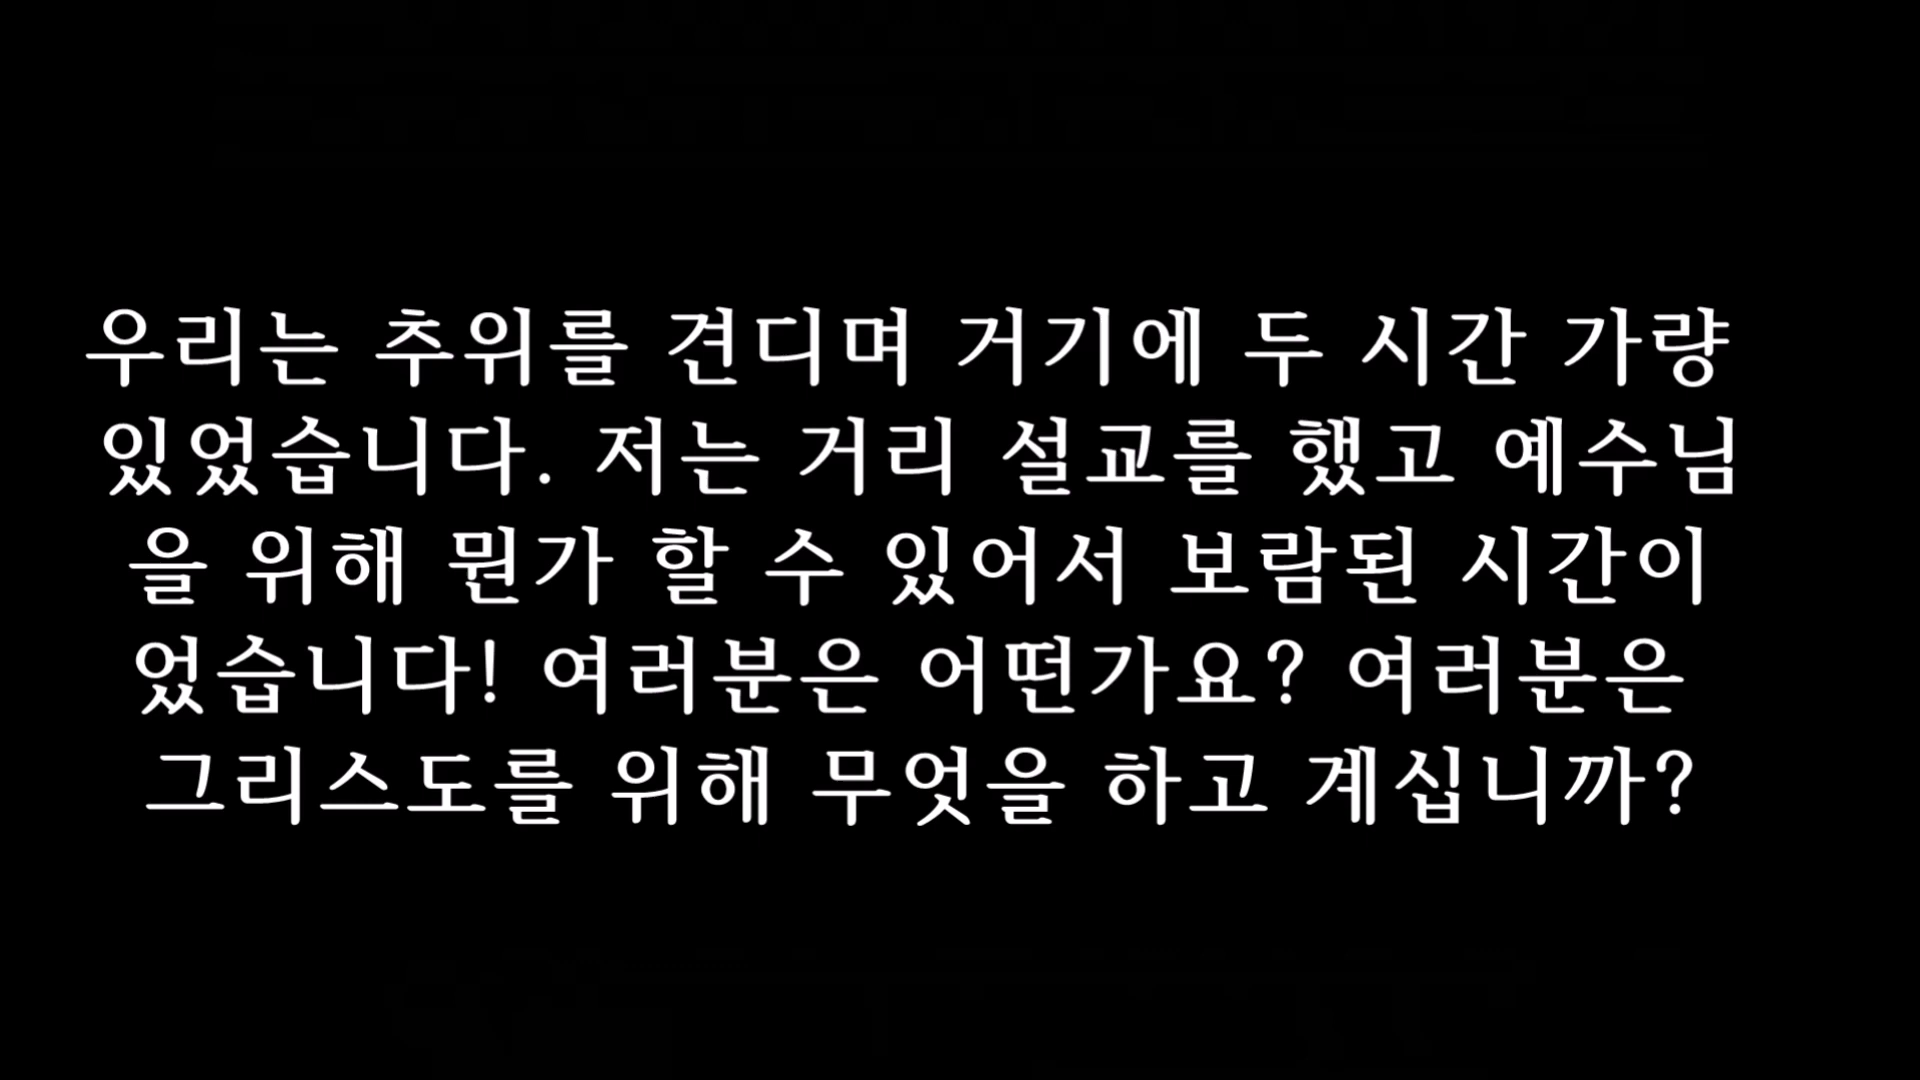 우리는 추위를 견디며 거기에 두 시간 가량
있었습니다. 저는 거리 설교를 했고 예수님
을 위해 뭔가 할 수 있어서 보람된 시간이
었습니다! 여러분은 어떤가요? 여러분은
그리스도를 위해 무엇을 하고 계십니까?